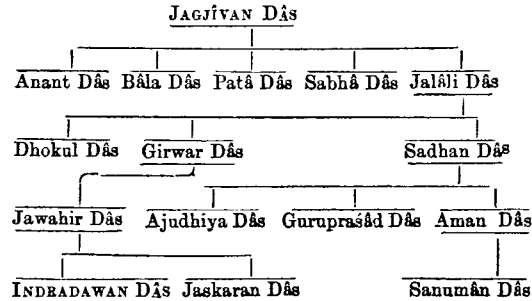 JAGJÎVAN DÂS
Anant Dâs Bâla Dâs Patâ Dâs Sabhâ Dâs Jalâli Dâs
Dhokul Dâs Girwar Dâs Sadhan Dâs
Jawahir Dâs Ajudhiya Dâs Guruprasâd Dâs Aman Dâs
INDRADAWAN DÂS Jaskaran Dâs Sanumân Dâs